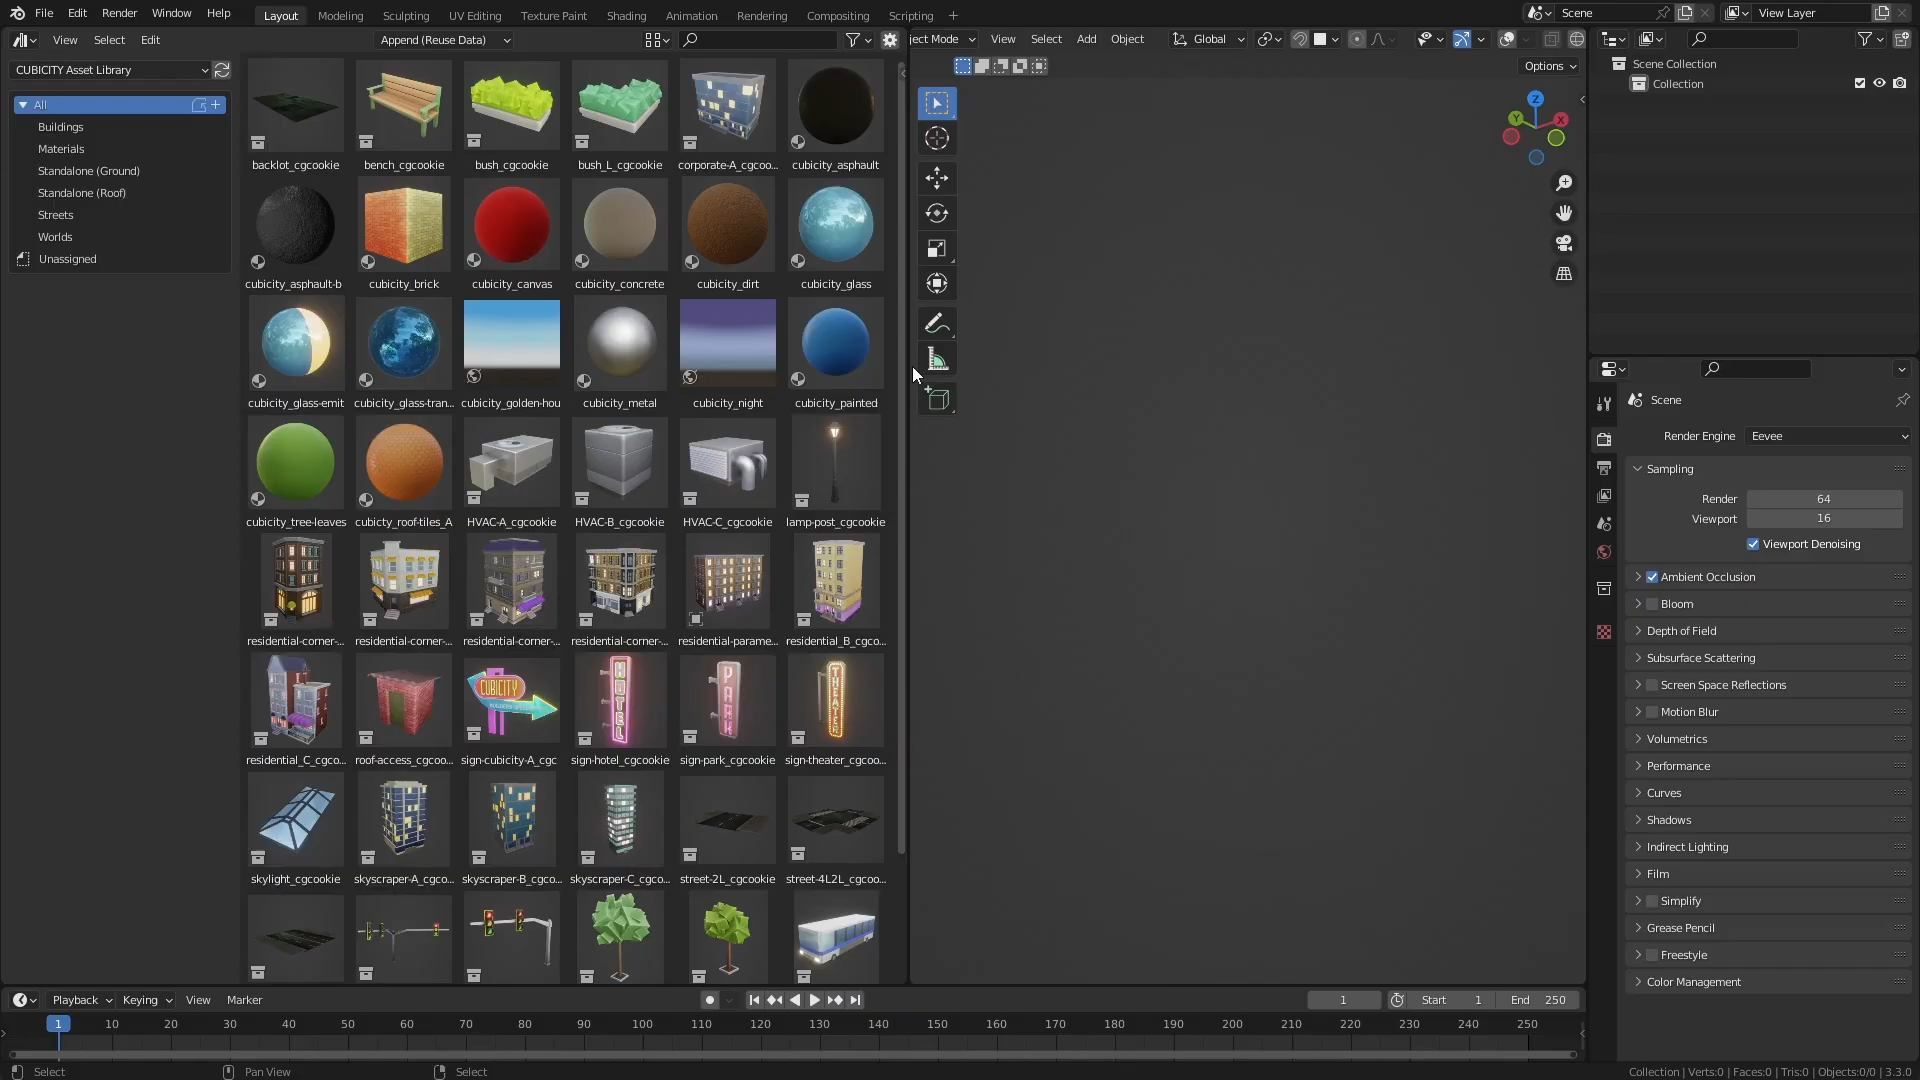 File Edit Render Window Help Layout Modeling Sculpting UV Editing Texture Paint Shading Animation Rendering Compositing Scripting + Scene View Layer
View Select Edit Append (Reuse Data) ject Mode View Select Add Object Global
CUBICITY Asset Library Options
All
Buildings
Materials
Standalone (Ground)
Standalone (Roof)
Streets
Worlds
Unassigned
backlot_cgcookie bench_cgcookie bush_cgcookie bush_L_cgcookie corporate-A_cgcoo... cubicity_asphault
cubicity_asphault-b cubicity_brick cubicity_canvas cubicity_concrete cubicity_dirt cubicity_glass
cubicity_glass-emit cubicity_glass-tran... cubicity_golden-hou cubicity_metal cubicity_night cubicity_painted
cubicity_tree-leaves cubicty_roof-tiles_A HVAC-A_cgcookie HVAC-B_cgcookie HVAC-C_cgcookie lamp-post_cgcookie
residential-corner-... residential-corner-... residential-corner-... residential-corner-... residential-parame... residential_B_cgco...
CUBICITY
HOTEL
PARK
THEATER
residential_C_cgco... roof-access_cgcoo... sign-cubicity-A_cgc sign-hotel_cgcookie sign-park_cgcookie sign-theater_cgcoo...
skylight_cgcookie skyscraper-A_cgco... skyscraper-B_cgco... skyscraper-C_cgco... street-2L_cgcookie street-4L2L_cgcoo...
Z
Y
X
Scene Collection
Collection
Scene
Render Engine Eevee
Sampling
Render 64
Viewport 16
Viewport Denoising
Ambient Occlusion
Bloom
Depth of Field
Subsurface Scattering
Screen Space Reflections
Motion Blur
Volumetrics
Performance
Curves
Shadows
Indirect Lighting
Film
Simplify
Grease Pencil
Freestyle
Color Management
Playback Keying View Marker 1 Start 1 End 250
1 10 20 30 40 50 60 70 80 90 100 110 120 130 140 150 160 170 180 190 200 210 220 230 240 250
Select Pan View Select Collection | Verts:0 | Faces:0 | Tris:0 | Objects:0/0 | 3.3.0